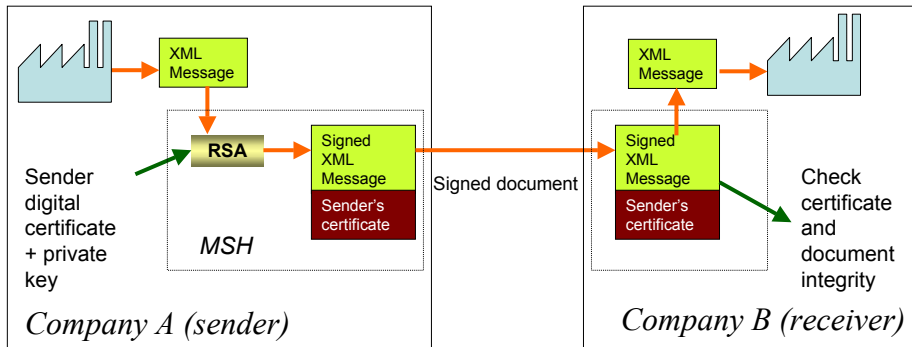 XML
Message
RSA
Signed
XML
Message
Sender's
certificate
Sender
digital
certificate
+ private
key
MSH
Company A (sender)
Signed document
XML
Message
Signed
XML
Message
Sender's
certificate
Check
certificate
and
document
integrity
Company B (receiver)